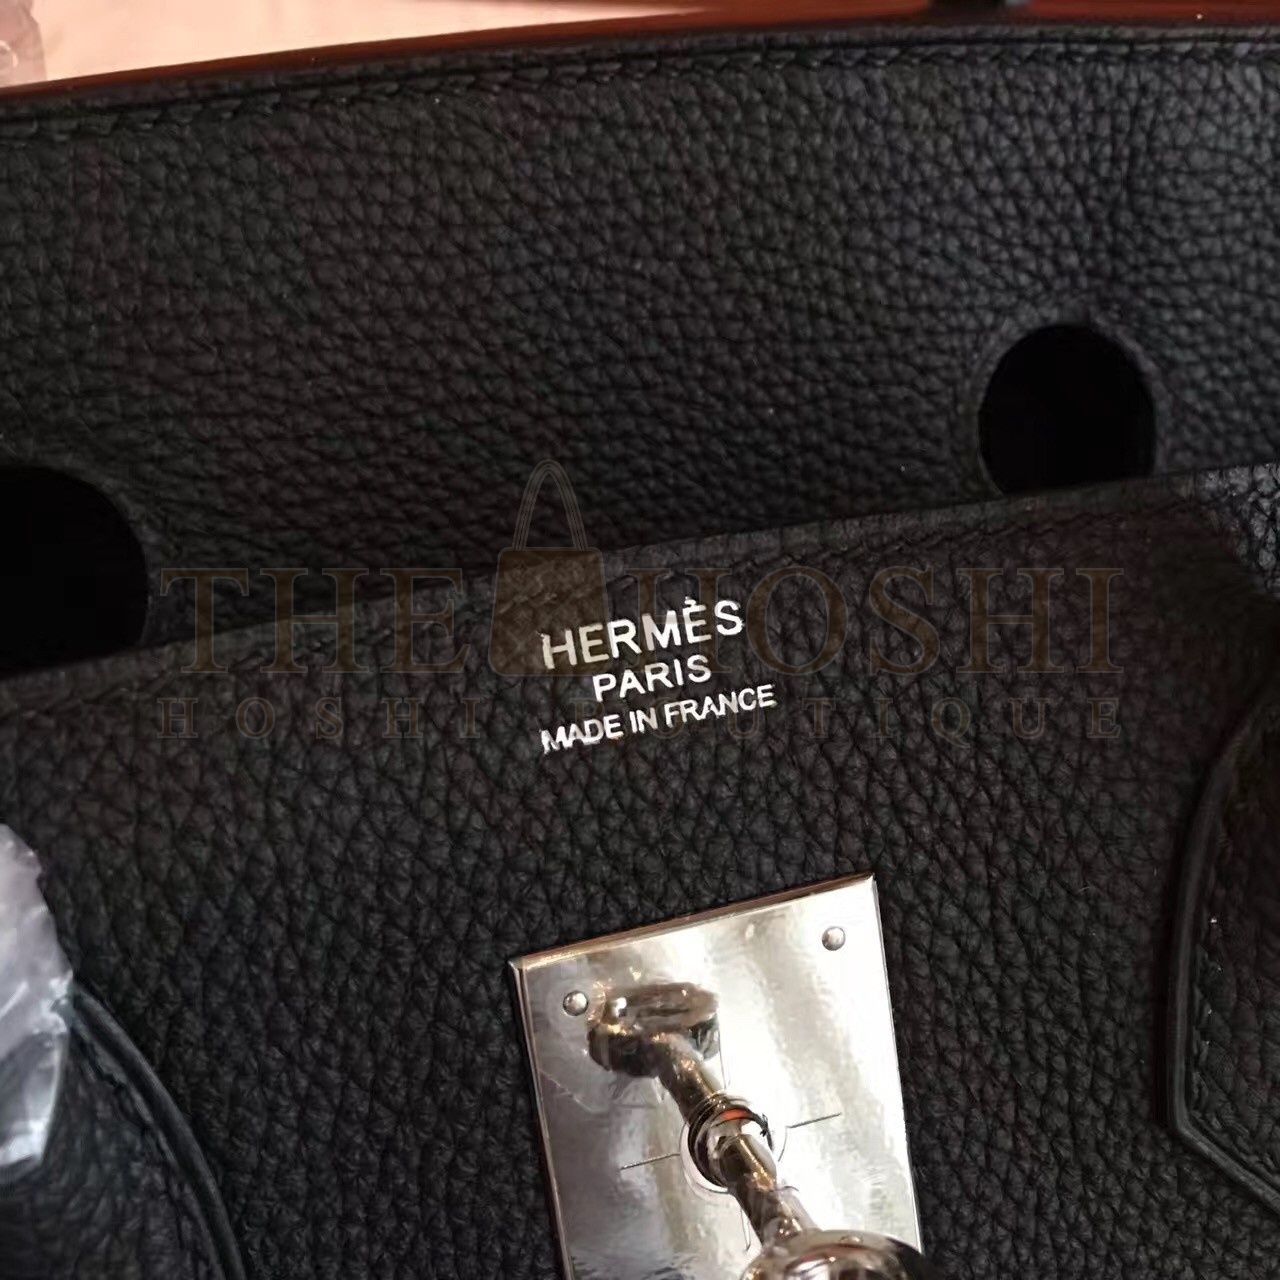 THE HOSHI
HOSHI BOUTIQUE
HERMÈS
PARIS
MADE IN FRANCE